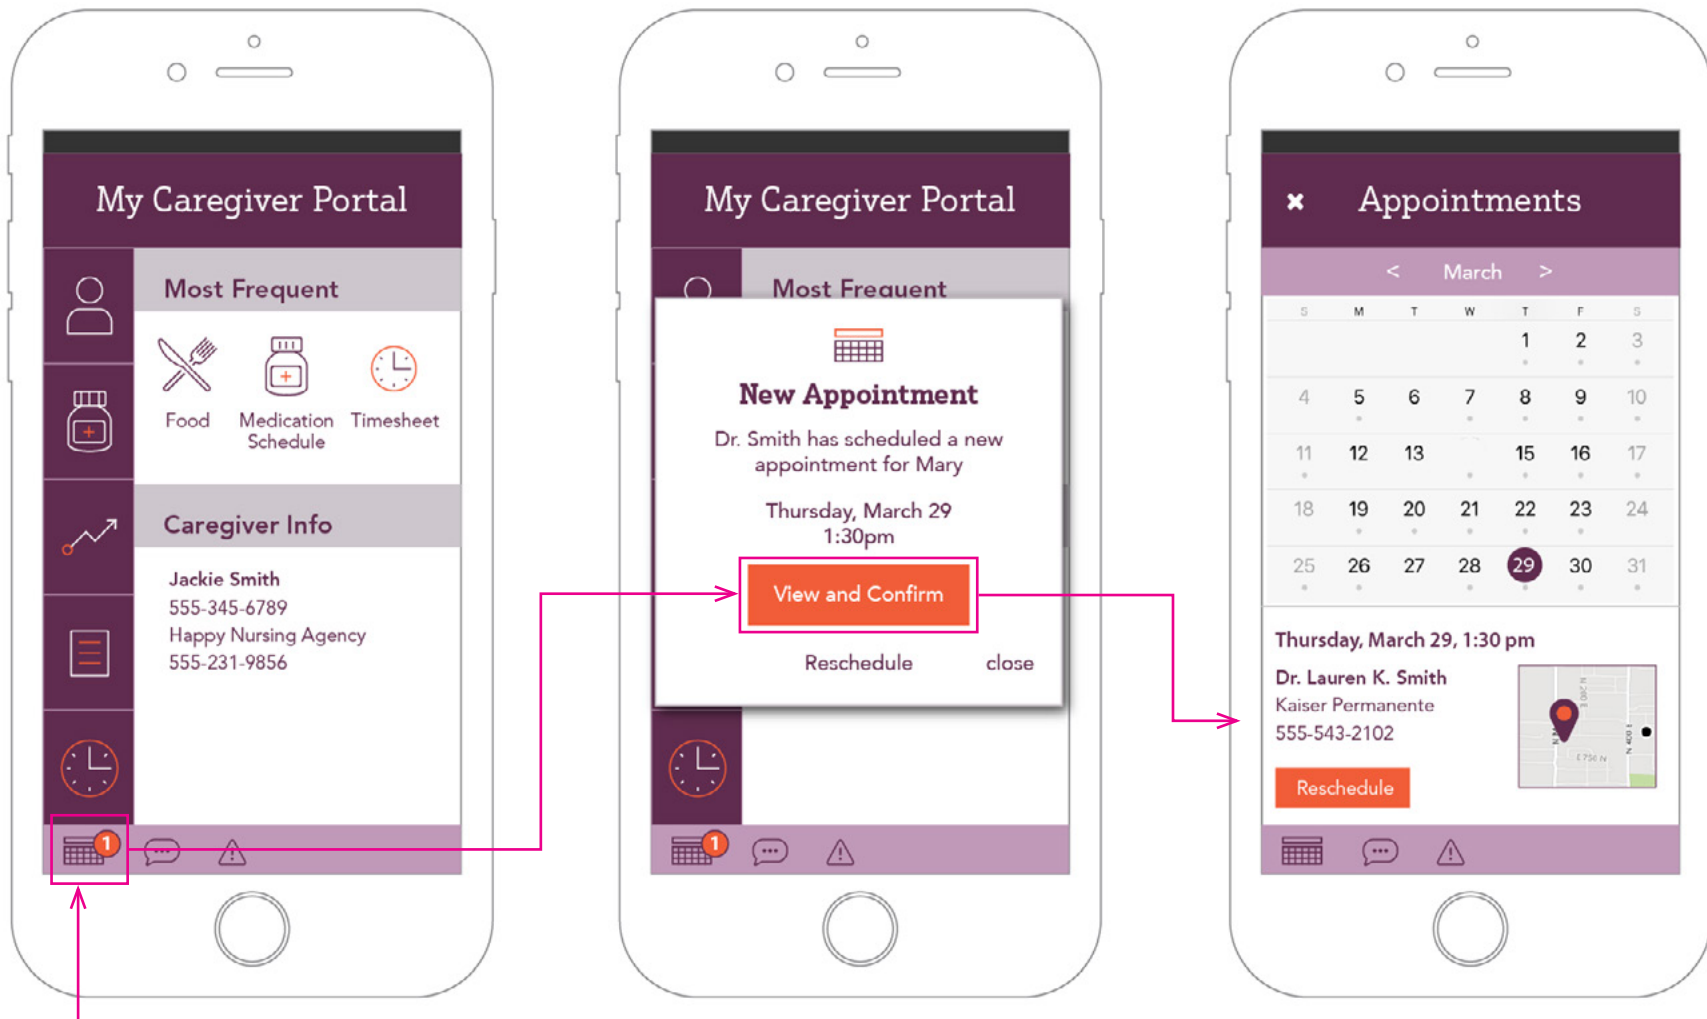 My Caregiver Portal
Most Frequent
Food
Medication
Schedule
Timesheet
Caregiver Info
Jackie Smith
555-345-6789
Happy Nursing Agency
555-231-9856
1
My Caregiver Portal
Most Frequent
New Appointment
Dr. Smith has scheduled a new
appointment for Mary
Thursday, March 29
1:30pm
View and Confirm
Reschedule close
1
Appointments
< March >
S M T W T F S
1 2 3
4 5 6 7 8 9 10
11 12 13 15 16 17
18 19 20 21 22 23 24
25 26 27 28 29 30 31
Thursday, March 29, 1:30 pm
Dr. Lauren K. Smith
Kaiser Permanente
555-543-2102
Reschedule
N 400 E
E 750 N